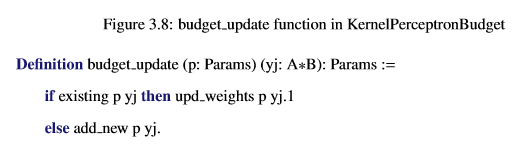 Figure 3.8: budget_update function in KernelPerceptronBudget
Definition budget_update (p: Params) (yj: A*B): Params :=
if existing p yj then upd_weights p yj.1
else add_new p yj.